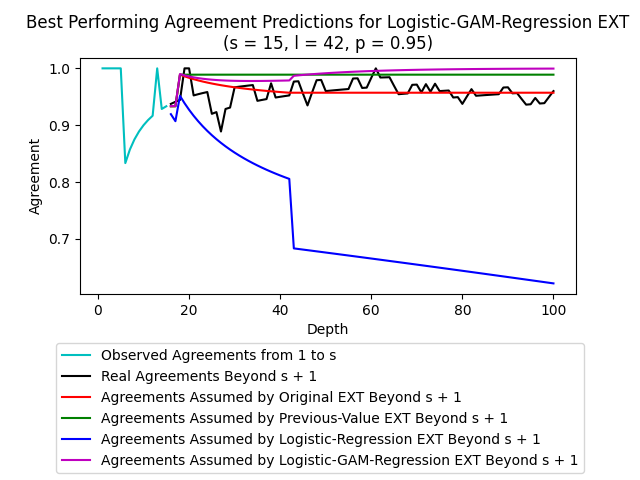 Best Performing Agreement Predictions for Logistic-GAM-Regression EXT
(s = 15, l = 42, p = 0.95)
1.0
0.9
0.8
0.7
Agreement
0 20 40 60 80 100
Depth
Observed Agreements from 1 to s
Real Agreements Beyond s + 1
Agreements Assumed by Original EXT Beyond s + 1
Agreements Assumed by Previous-Value EXT Beyond s + 1
Agreements Assumed by Logistic-Regression EXT Beyond s + 1
Agreements Assumed by Logistic-GAM-Regression EXT Beyond s + 1